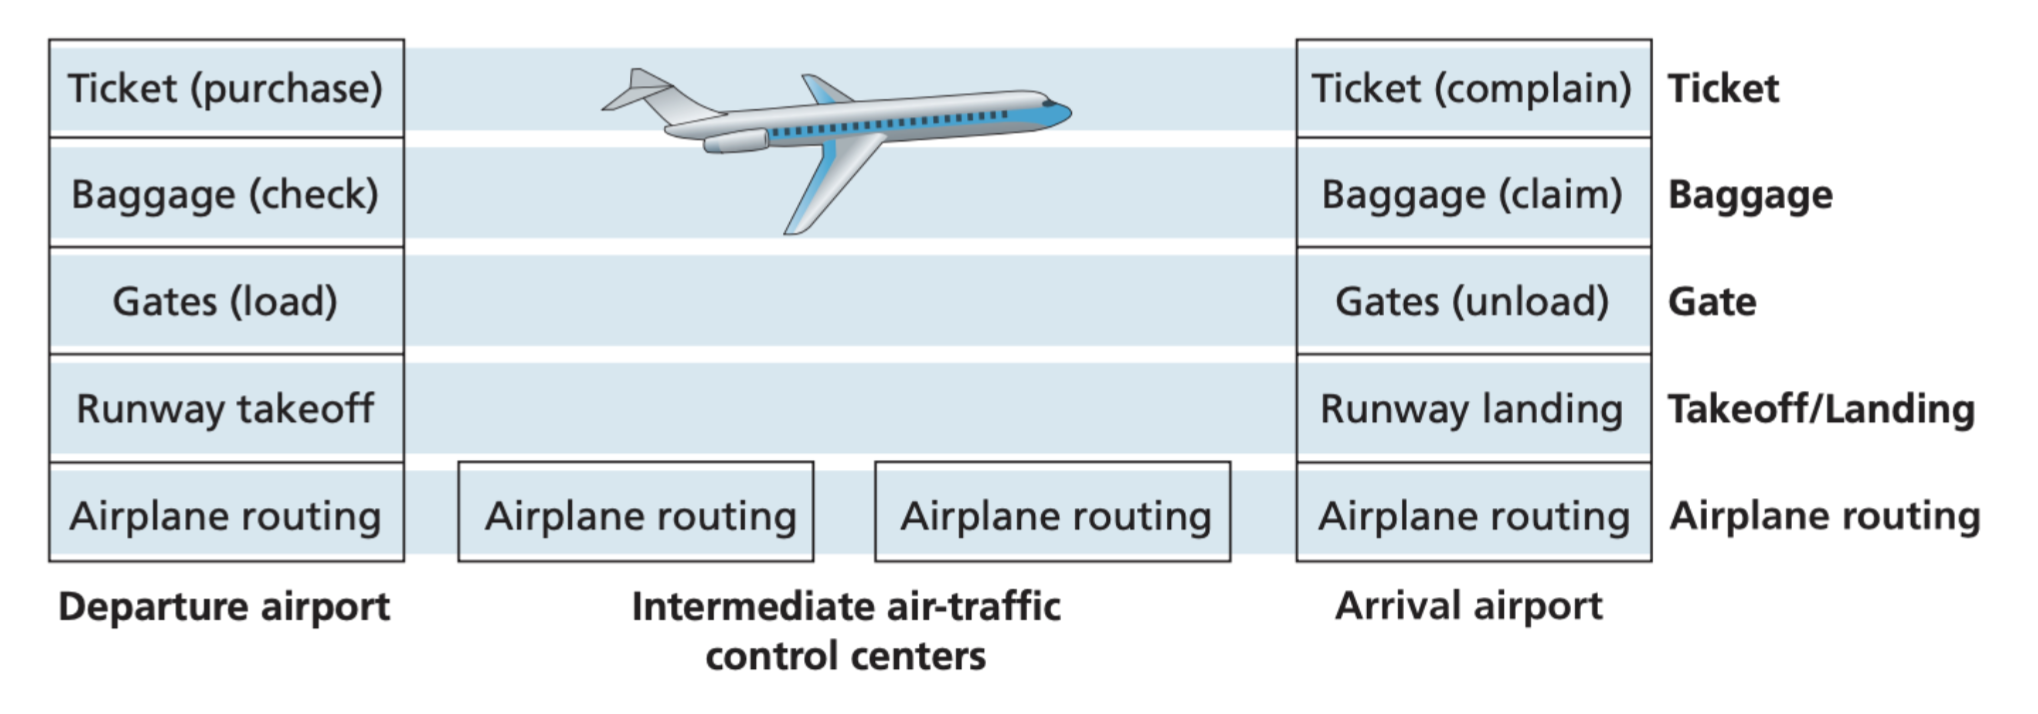 Ticket (purchase)
Ticket (complain)
Ticket
Baggage (check)
Baggage (claim)
Baggage
Gates (load)
Gates (unload)
Gate
Runway takeoff
Runway landing
Takeoff/Landing
Airplane routing
Airplane routing
Airplane routing
Airplane routing
Airplane routing
Departure airport
Intermediate air-traffic
control centers
Arrival airport